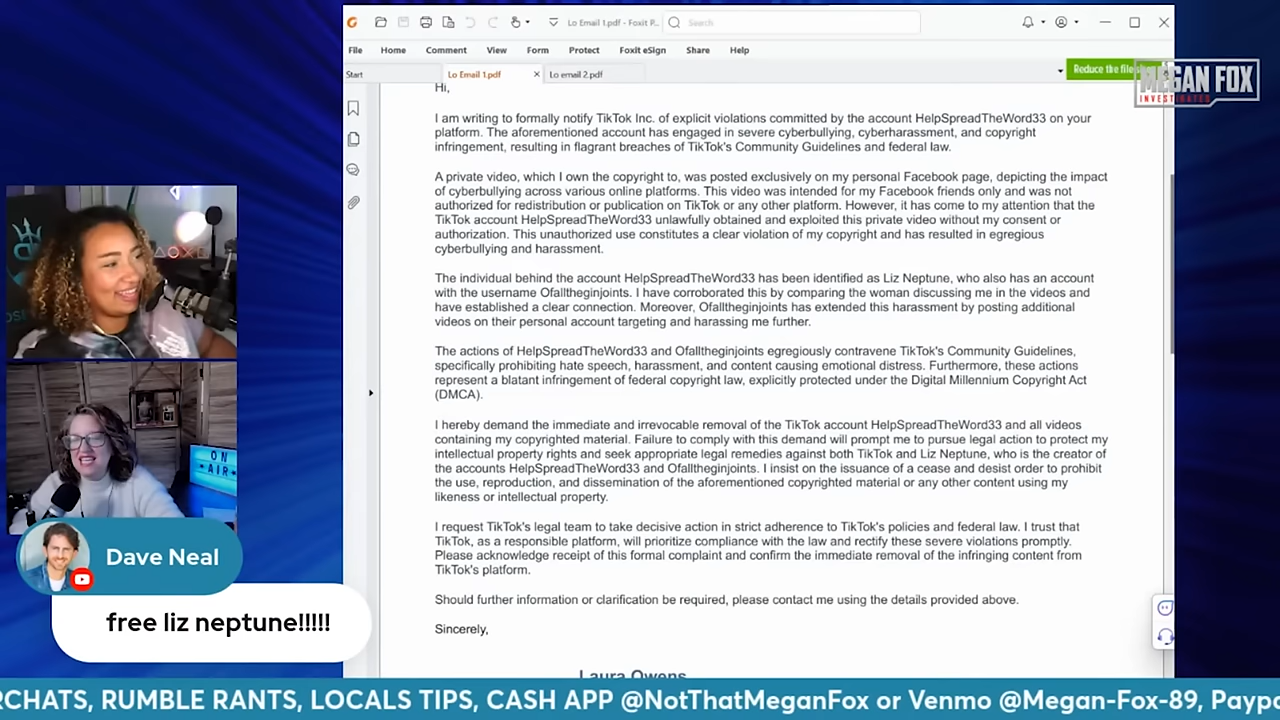 Lo Email 1.pdf - Foxit P...
Search
File Home Comment View Form Protect Foxit eSign Share Help
Start
Lo Email 1.pdf
Lo email 2.pdf
Reduce the file
MEGAN FOX
INVESTIGATES
Hi,
I am writing to formally notify TikTok Inc. of explicit violations committed by the account HelpSpreadTheWord33 on your
platform. The aforementioned account has engaged in severe cyberbullying, cyberharassment, and copyright
infringement, resulting in flagrant breaches of TikTok's Community Guidelines and federal law.
A private video, which I own the copyright to, was posted exclusively on my personal Facebook page, depicting the impact
of cyberbullying across various online platforms. This video was intended for my Facebook friends only and was not
authorized for redistribution or publication on TikTok or any other platform. However, it has come to my attention that the
TikTok account HelpSpreadTheWord33 unlawfully obtained and exploited this private video without my consent or
authorization. This unauthorized use constitutes a clear violation of my copyright and has resulted in egregious
cyberbullying and harassment.
The individual behind the account HelpSpreadTheWord33 has been identified as Liz Neptune, who also has an account
with the username Ofalltheginjoints. I have corroborated this by comparing the woman discussing me in the videos and
have established a clear connection. Moreover, Ofalltheginjoints has extended this harassment by posting additional
videos on their personal account targeting and harassing me further.
The actions of HelpSpreadTheWord33 and Ofalltheginjoints egregiously contravene TikTok's Community Guidelines,
specifically prohibiting hate speech, harassment, and content causing emotional distress. Furthermore, these actions
represent a blatant infringement of federal copyright law, explicitly protected under the Digital Millennium Copyright Act
(DMCA).
I hereby demand the immediate and irrevocable removal of the TikTok account HelpSpreadTheWord33 and all videos
containing my copyrighted material. Failure to comply with this demand will prompt me to pursue legal action to protect my
intellectual property rights and seek appropriate legal remedies against both TikTok and Liz Neptune, who is the creator of
the accounts HelpSpreadTheWord33 and Ofalltheginjoints. I insist on the issuance of a cease and desist order to prohibit
the use, reproduction, and dissemination of the aforementioned copyrighted material or any other content using my
likeness or intellectual property.
I request TikTok's legal team to take decisive action in strict adherence to TikTok's policies and federal law. I trust that
TikTok, as a responsible platform, will prioritize compliance with the law and rectify these severe violations promptly.
Please acknowledge receipt of this formal complaint and confirm the immediate removal of the infringing content from
TikTok's platform.
Should further information or clarification be required, please contact me using the details provided above.
Sincerely,
Laura Owens
ON
AIR
Dave Neal
free liz neptune!!!!!
RCHATS, RUMBLE RANTS, LOCALS TIPS, CASH APP @NotThatMeganFox or Venmo @Megan-Fox-89, Paypa